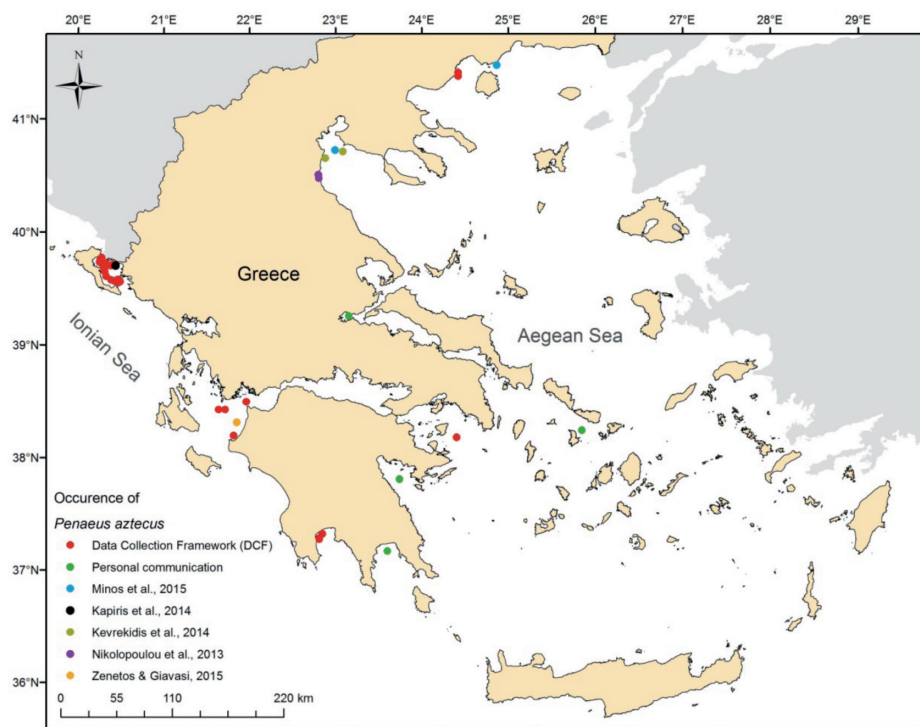 20°N 21°N 22°N 23°N 24°N 25°N 26°N 27°N 28°N 29°N
N
41°N
40°N
39°N
38°N
37°N
36°N
Greece
Ionian Sea
Aegean Sea
Occurence of
Penaeus aztecus
Data Collection Framework (DCF)
Personal communication
Minos et al., 2015
Kapiris et al., 2014
Kevrekidis et al., 2014
Nikolopoulou et al., 2013
Zenetos & Giavasi, 2015
0 55 110 220 km